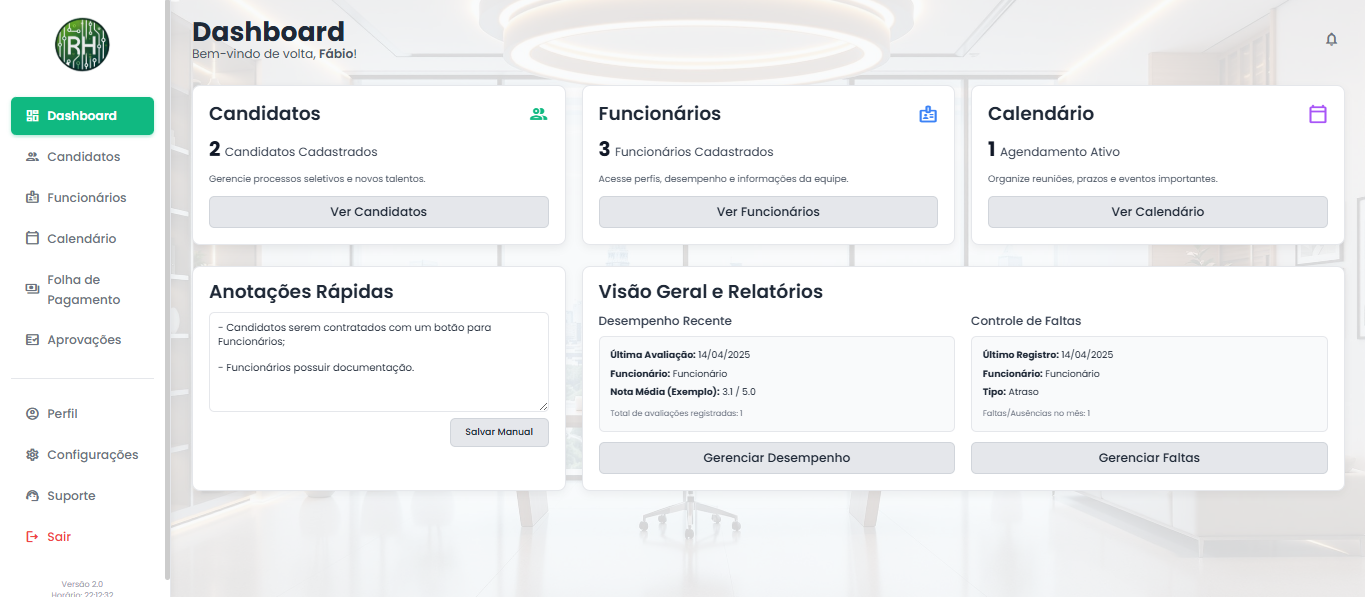 RH
Dashboard
Candidatos
Funcionários
Calendário
Folha de
Pagamento
Aprovações
Perfil
Configurações
Suporte
Sair
Versão 2.0
Horário: 22:12:32
Dashboard
Bem-vindo de volta, Fábio!
Candidatos
2 Candidatos Cadastrados
Gerencie processos seletivos e novos talentos.
Ver Candidatos
Funcionários
3 Funcionários Cadastrados
Acesse perfis, desempenho e informações da equipe.
Ver Funcionários
Calendário
1 Agendamento Ativo
Organize reuniões, prazos e eventos importantes.
Ver Calendário
Anotações Rápidas
- Candidatos serem contratados com um botão para
Funcionários;
- Funcionários possuir documentação.
Salvar Manual
Visão Geral e Relatórios
Desempenho Recente
Última Avaliação: 14/04/2025
Funcionário: Funcionário
Nota Média (Exemplo): 3.1 / 5.0
Total de avaliações registradas: 1
Gerenciar Desempenho
Controle de Faltas
Último Registro: 14/04/2025
Funcionário: Funcionário
Tipo: Atraso
Faltas/Ausências no mês: 1
Gerenciar Faltas